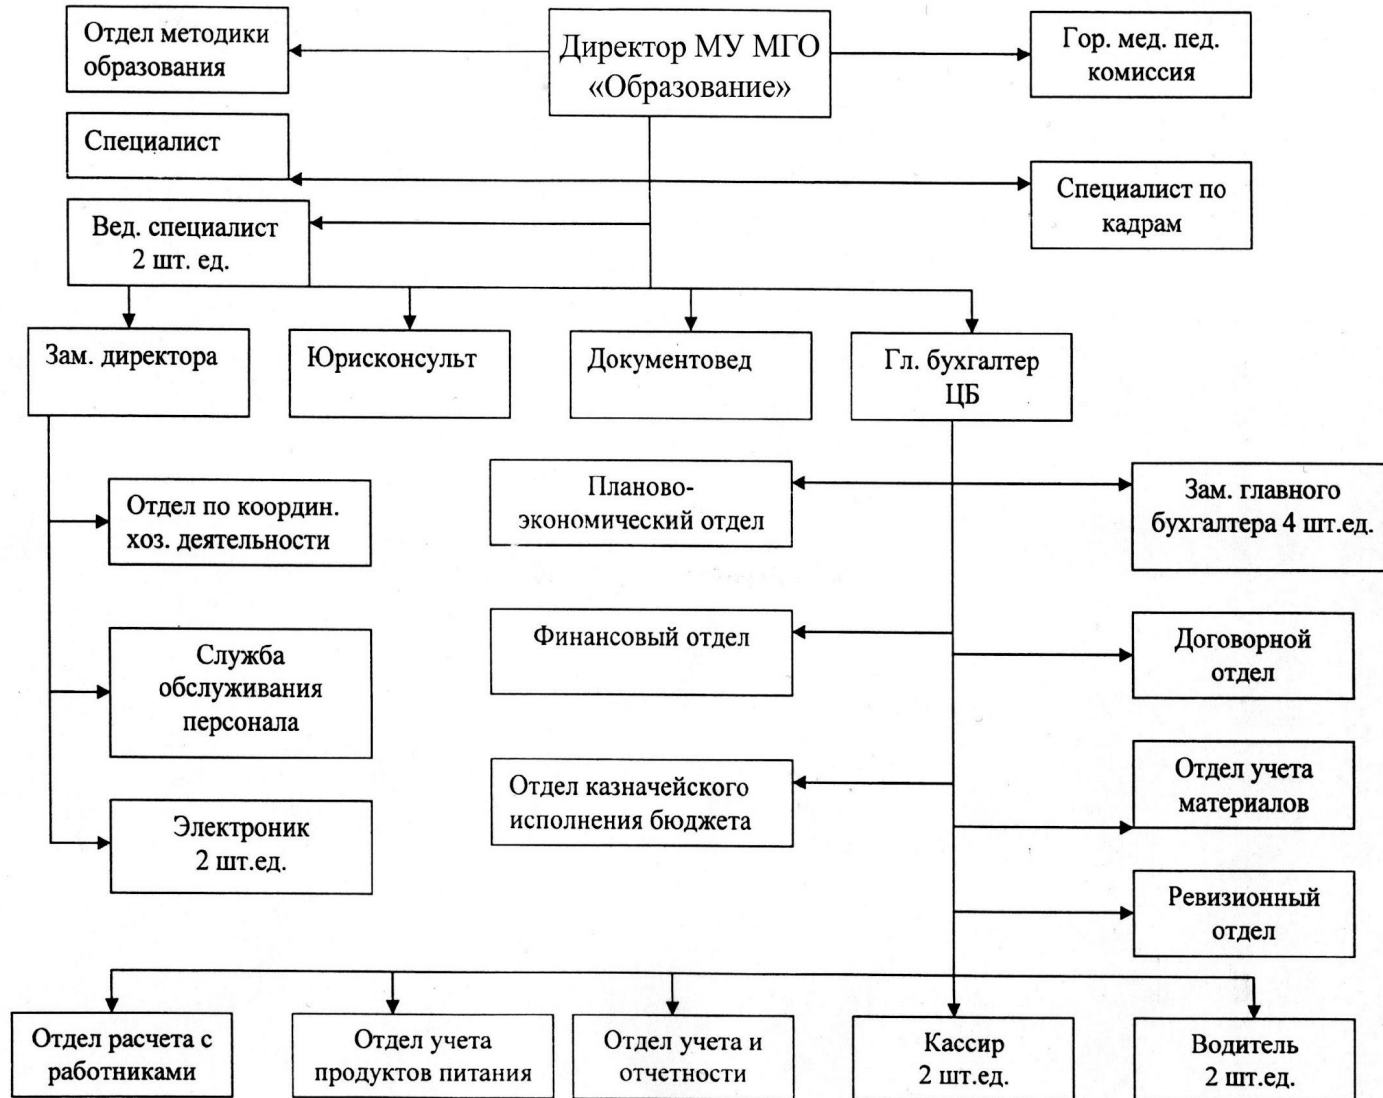 Отдел методики
образования
Директор МУ МГО
«Образование»
Гор. мед. пед.
комиссия
Специалист
Специалист по
кадрам
Вед. специалист
2 шт. ед.
Зам. директора
Юрисконсульт
Документовед
Гл. бухгалтер
ЦБ
Планово-
экономический отдел
Зам. главного
бухгалтера 4 шт.ед.
Отдел по координ.
хоз. деятельности
Финансовый отдел
Договорной
отдел
Служба
обслуживания
персонала
Отдел казначейского
исполнения бюджета
Отдел учета
материалов
Электроник
2 шт.ед.
Ревизионный
отдел
Отдел расчета с
работниками
Отдел учета
продуктов питания
Отдел учета и
отчетности
Кассир
2 шт.ед.
Водитель
2 шт.ед.